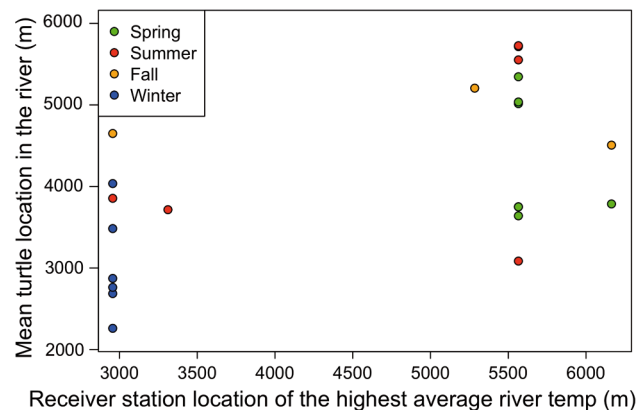 Mean turtle location in the river (m)
6000
5000
4000
3000
2000
Spring
Summer
Fall
Winter
3000 3500 4000 4500 5000 5500 6000
Receiver station location of the highest average river temp (m)